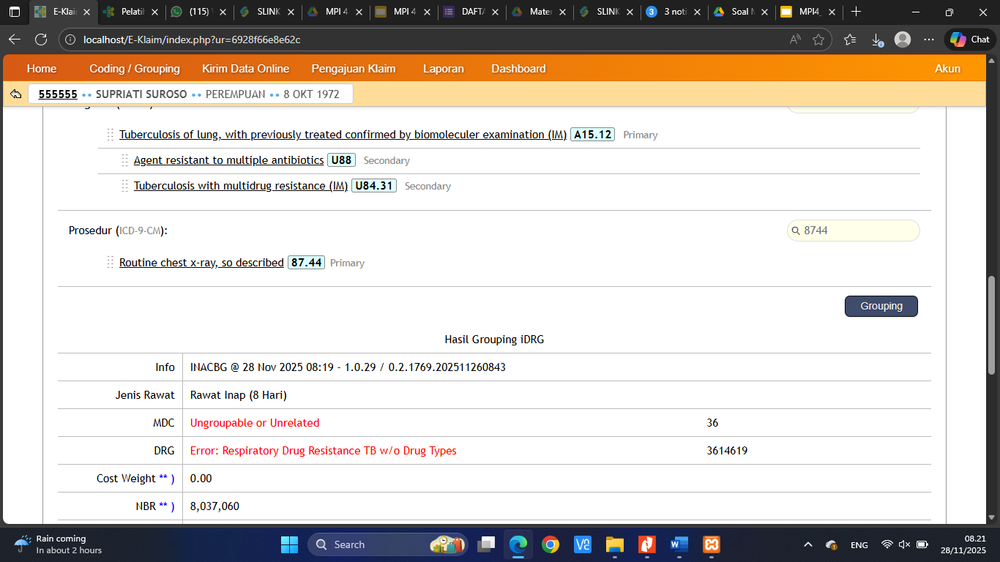 E-Klai
Pelati
(115)
SLINK
MPI 4
MPI 4
DAFTA
Mater
SLINK
3 noti
Soal M
MPI4_
localhost/E-Klaim/index.php?ur=6928f66e8e62c
Chat
Home Coding / Grouping Kirim Data Online Pengajuan Klaim Laporan Dashboard Akun
555555 •• SUPRIATI SUROSO •• PEREMPUAN •• 8 OKT 1972
Tuberculosis of lung, with previously treated confirmed by biomoleculer examination (IM) A15.12 Primary
Agent resistant to multiple antibiotics U88 Secondary
Tuberculosis with multidrug resistance (IM) U84.31 Secondary
Prosedur (ICD-9-CM): 8744
Routine chest x-ray, so described 87.44 Primary
Grouping
Hasil Grouping iDRG
Info INACBG @ 28 Nov 2025 08:19 - 1.0.29 / 0.2.1769.202511260843
Jenis Rawat Rawat Inap (8 Hari)
MDC Ungroupable or Unrelated 36
DRG Error: Respiratory Drug Resistance TB w/o Drug Types 3614619
Cost Weight ** ) 0.00
NBR ** ) 8,037,060
Rain coming
In about 2 hours
Search
ENG
08.21
28/11/2025